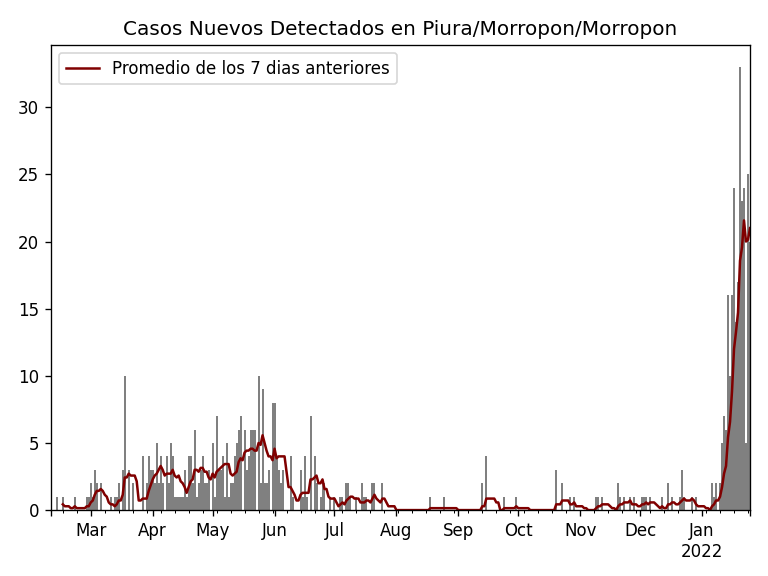 Casos Nuevos Detectados en Piura/Morropon/Morropon
Promedio de los 7 dias anteriores
30
25
20
15
10
5
0
Mar Apr May Jun Jul Aug Sep Oct Nov Dec Jan
2022